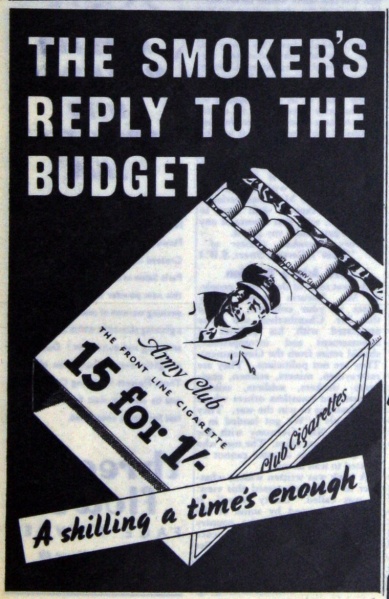 THE SMOKER'S
REPLY TO THE
BUDGET
Army Club
THE FRONT LINE CIGARETTE
15 for 1/-
Club Cigarettes
A shilling a time's enough